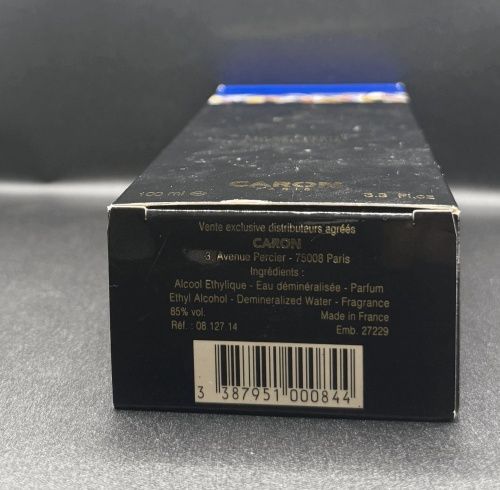 CARON
PARIS
100 ml ℮ 3.3 Fl.oz
Vente exclusive distributeurs agréés
CARON
3, Avenue Percier - 75008 Paris
Ingrédients :
Alcool Ethylique - Eau déminéralisée - Parfum
Ethyl Alcohol - Demineralized Water - Fragrance
85% vol. Made in France
Réf. : 08 127 14 Emb. 27229
3 387951 000844